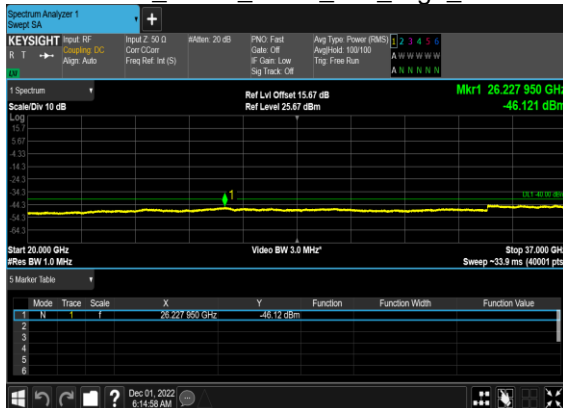 Spectrum Analyzer 1
Swept SA
KEYSIGHT
R T
Input: RF
Coupling: DC
Align: Auto
Input Z: 50 Ω
Corr CCorr
Freq Ref: Int (S)
#Atten: 20 dB
PNO: Fast
Gate: Off
IF Gain: Low
Sig Track: Off
Avg Type: Power (RMS)
Avg|Hold: 100/100
Trig: Free Run
1 2 3 4 5 6
A W W W W W
A N N N N N
1 Spectrum
Scale/Div 10 dB
Ref Lvl Offset 15.67 dB
Ref Level 25.67 dBm
Mkr1 26.227 950 GHz
-46.121 dBm
Log
15.7
5.67
-4.33
-14.3
-24.3
-34.3
-44.3
-54.3
-64.3
1
DL1 -40.00 dBm
Start 20.000 GHz
#Res BW 1.0 MHz
Video BW 3.0 MHz*
Stop 37.000 GHz
Sweep ~33.9 ms (40001 pts)
5 Marker Table
Mode Trace Scale X Y Function Function Width Function Value
1 N 1 f 26.227 950 GHz -46.12 dBm
2
3
4
5
6
?
Dec 01, 2022
6:14:58 AM